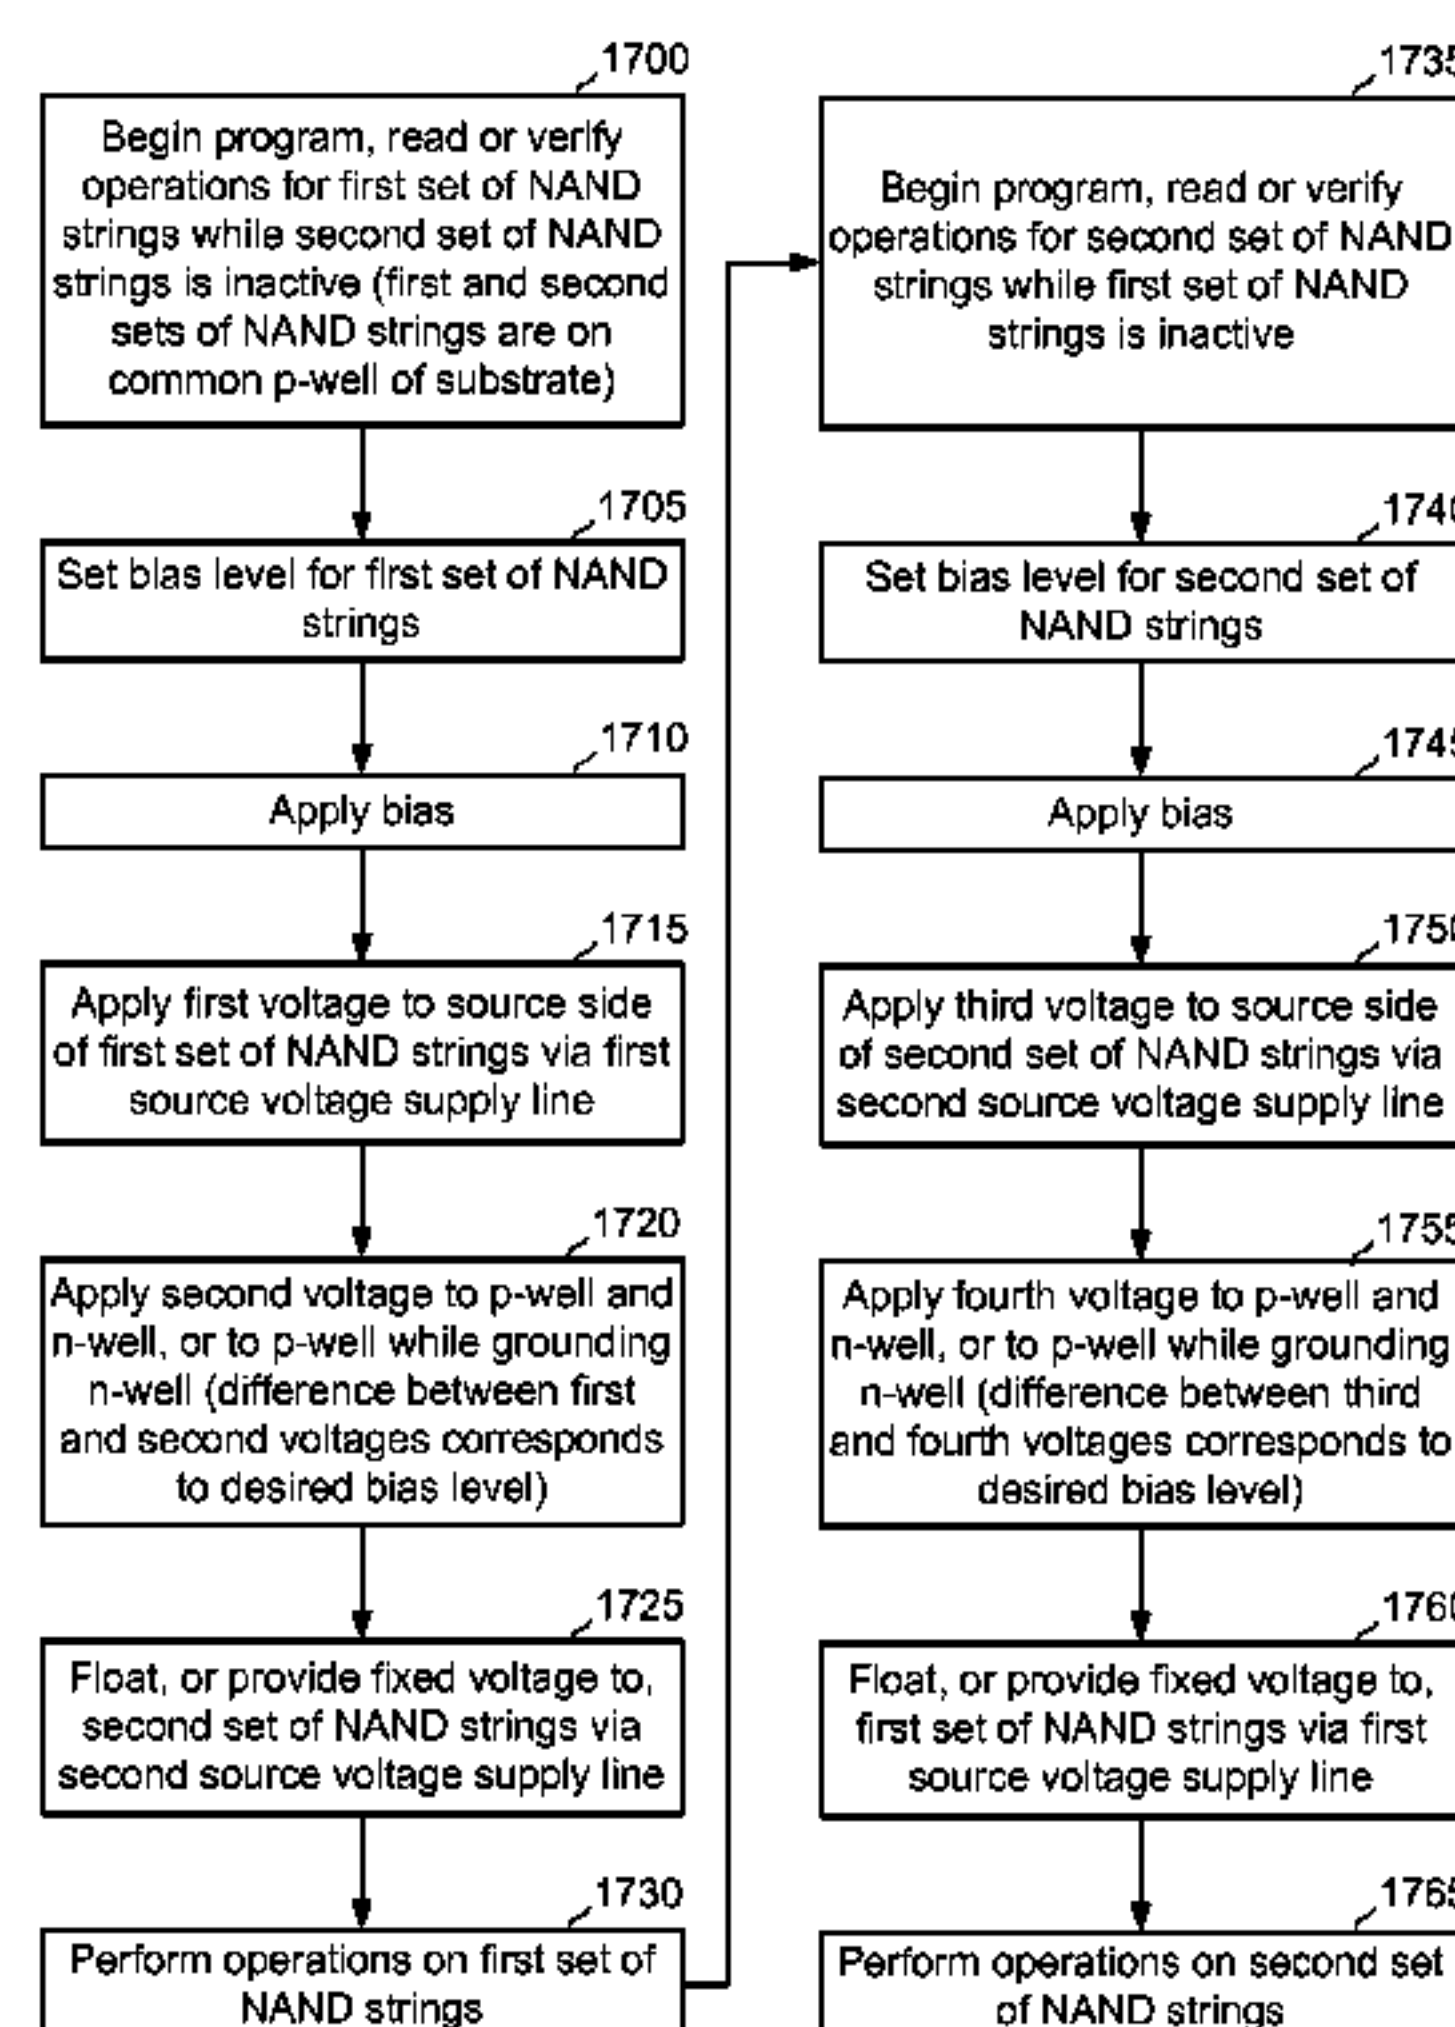 1700
Begin program, read or verify
operations for first set of NAND
strings while second set of NAND
strings is inactive (first and second
sets of NAND strings are on
common p-well of substrate)
1705
Set bias level for first set of NAND
strings
1710
Apply bias
1715
Apply first voltage to source side
of first set of NAND strings via first
source voltage supply line
1720
Apply second voltage to p-well and
n-well, or to p-well while grounding
n-well (difference between first
and second voltages corresponds
to desired bias level)
1725
Float, or provide fixed voltage to,
second set of NAND strings via
second source voltage supply line
1730
Perform operations on first set of
NAND strings
1735
Begin program, read or verify
operations for second set of NAND
strings while first set of NAND
strings is inactive
1740
Set bias level for second set of
NAND strings
1745
Apply bias
1750
Apply third voltage to source side
of second set of NAND strings via
second source voltage supply line
1755
Apply fourth voltage to p-well and
n-well, or to p-well while grounding
n-well (difference between third
and fourth voltages corresponds to
desired bias level)
1760
Float, or provide fixed voltage to,
first set of NAND strings via first
source voltage supply line
1765
Perform operations on second set
of NAND strings